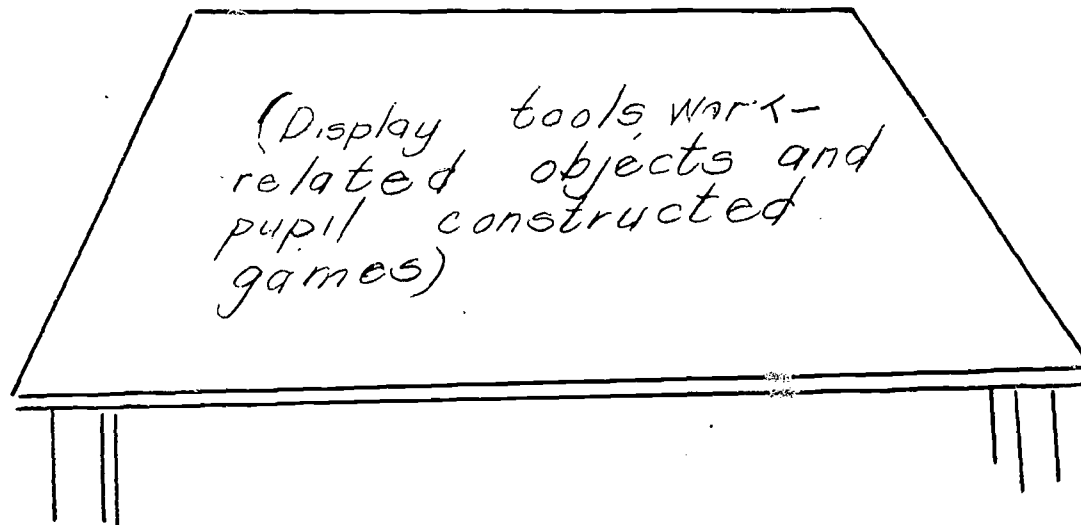 (Display tools, work-
related objects and
pupil constructed
games)